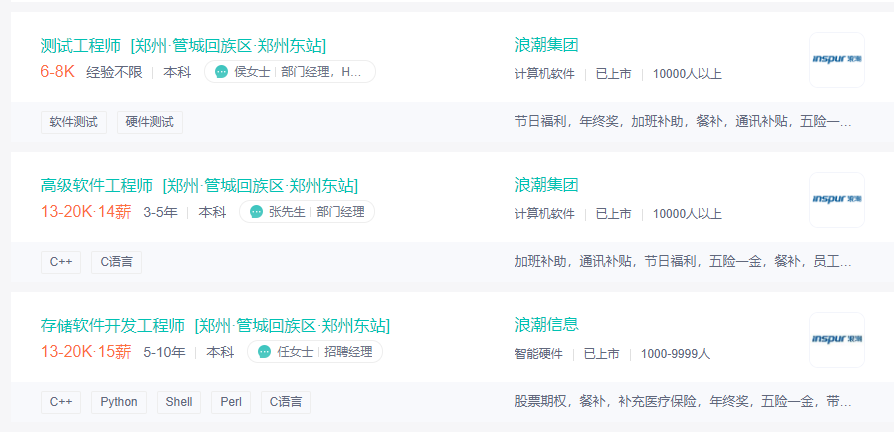 测试工程师 [郑州·管城回族区·郑州东站]
6-8K 经验不限 本科 侯女士 部门经理，H...
浪潮集团
计算机软件 已上市 10000人以上
inspur 浪潮
软件测试 硬件测试
节日福利，年终奖，加班补助，餐补，通讯补贴，五险一...
高级软件工程师 [郑州·管城回族区·郑州东站]
13-20K·14薪 3-5年 本科 张先生 部门经理
浪潮集团
计算机软件 已上市 10000人以上
inspur 浪潮
C++ C语言
加班补助，通讯补贴，节日福利，五险一金，餐补，员工...
存储软件开发工程师 [郑州·管城回族区·郑州东站]
13-20K·15薪 5-10年 本科 任女士 招聘经理
浪潮信息
智能硬件 已上市 1000-9999人
inspur 浪潮
C++ Python Shell Perl C语言
股票期权，餐补，补充医疗保险，年终奖，五险一金，带...